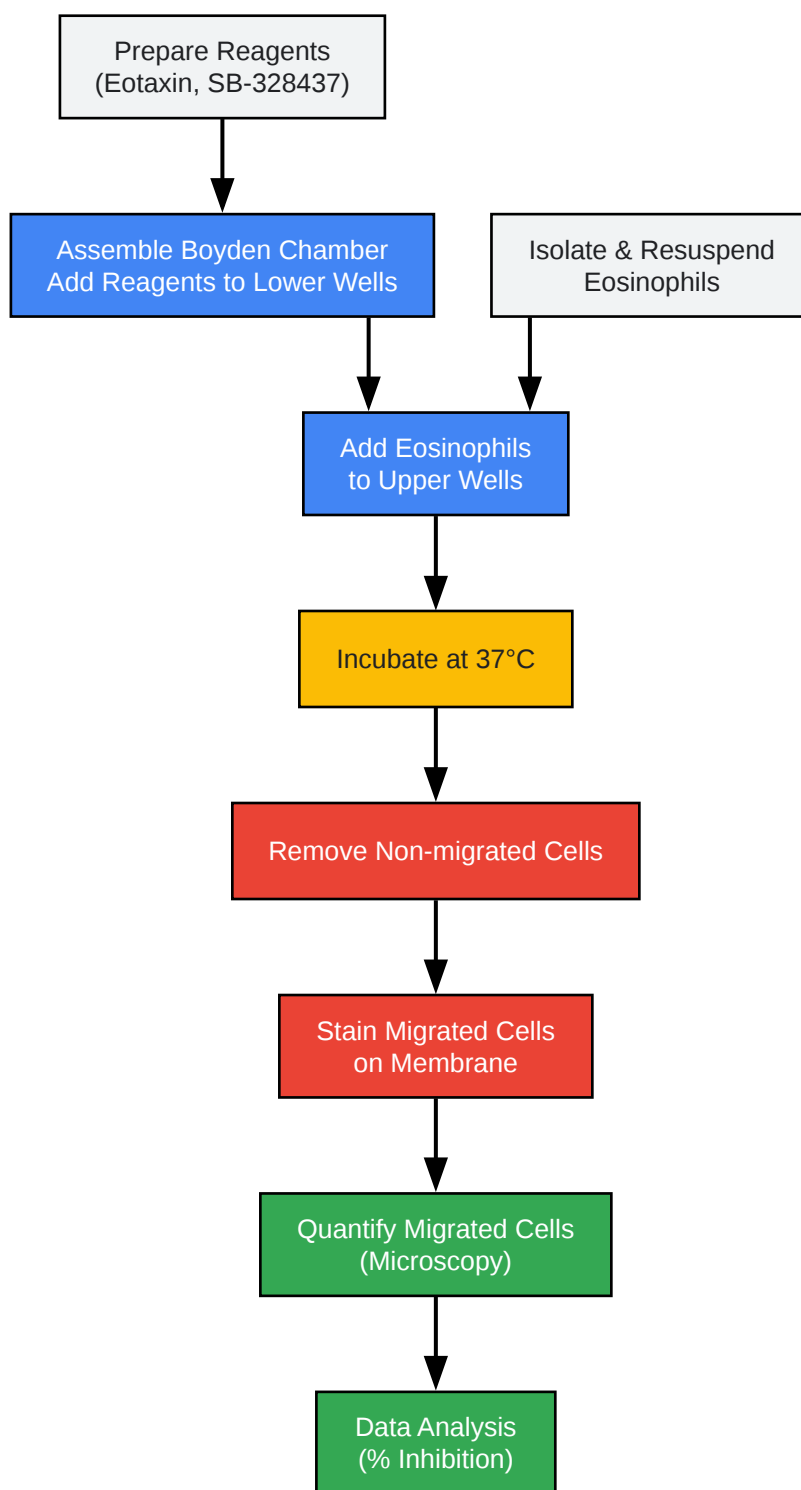 Prepare Reagents
(Eotaxin, SB-328437)
Assemble Boyden Chamber
Add Reagents to Lower Wells
Isolate & Resuspend
Eosinophils
Add Eosinophils
to Upper Wells
Incubate at 37°C
Remove Non-migrated Cells
Stain Migrated Cells
on Membrane
Quantify Migrated Cells
(Microscopy)
Data Analysis
(% Inhibition)